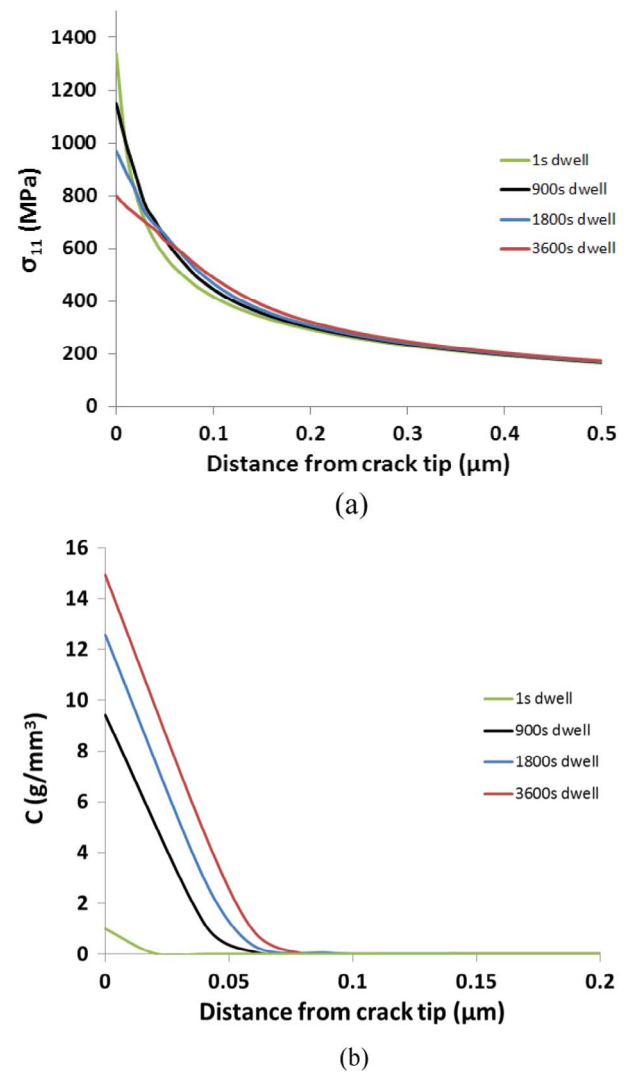 1400
1200
1000
800
600
400
200
0
σ₁₁ (MPa)
1s dwell
900s dwell
1800s dwell
3600s dwell
0 0.1 0.2 0.3 0.4 0.5
Distance from crack tip (μm)
(a)
16
14
12
10
8
6
4
2
0
C (g/mm³)
1s dwell
900s dwell
1800s dwell
3600s dwell
0 0.05 0.1 0.15 0.2
Distance from crack tip (μm)
(b)